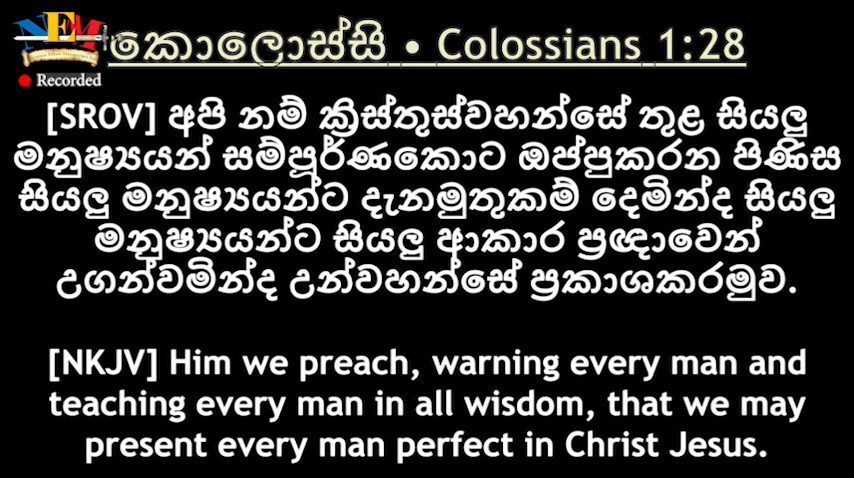 NEM
Recorded
කොලොස්සි • Colossians 1:28
[SROV] අපි නම් ක්‍රිස්තුස්වහන්සේ තුළ සියලු
මනුෂ්‍යයන් සම්පූර්ණකොට ඔප්පුකරන පිණිස
සියලු මනුෂ්‍යයන්ට දැනමුතුකම් දෙමින්ද සියලු
මනුෂ්‍යයන්ට සියලු ආකාර ප්‍රඥාවෙන්
උගන්වමින්ද උන්වහන්සේ ප්‍රකාශකරමුව.
[NKJV] Him we preach, warning every man and
teaching every man in all wisdom, that we may
present every man perfect in Christ Jesus.